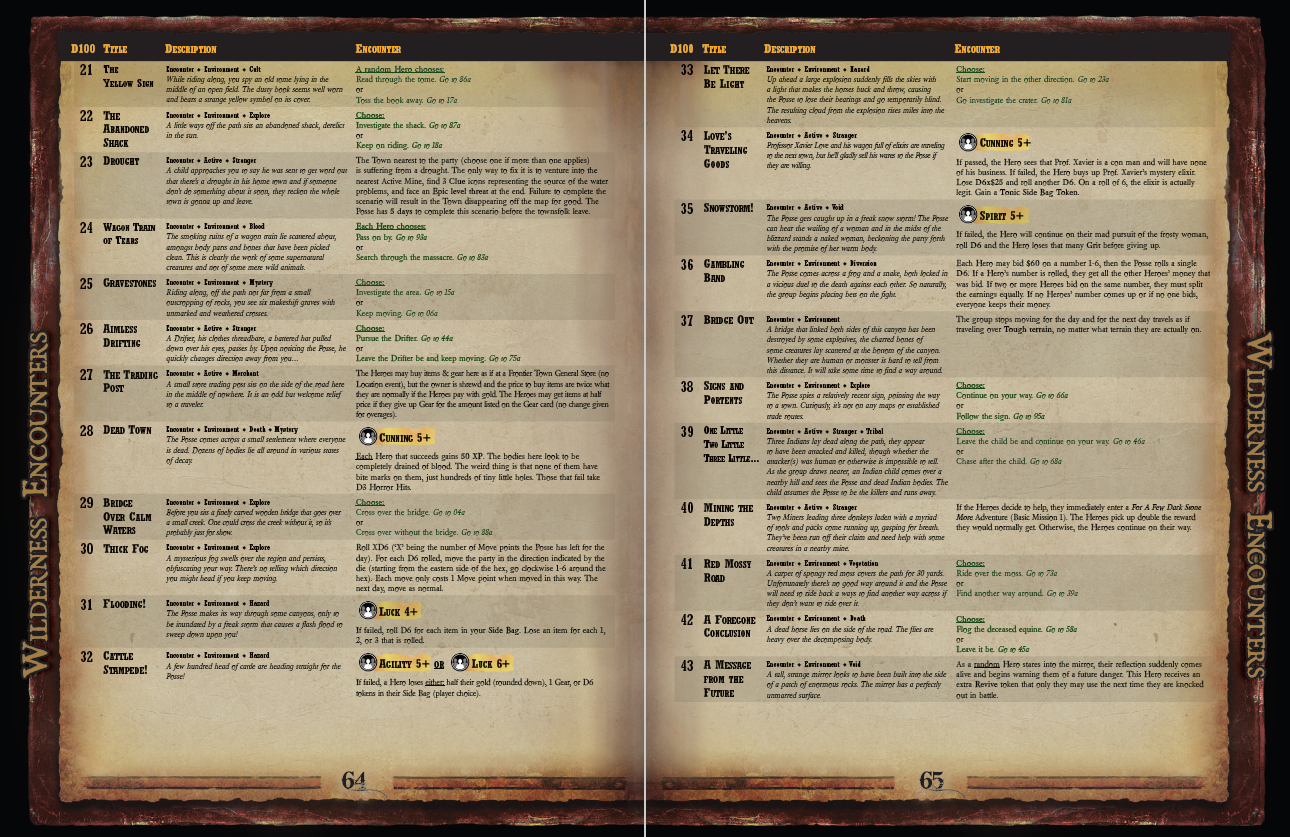 D100 Title Description Encounter
21 The Yellow Sign
Encounter • Environment • Cult
While riding along, you spy an old tome lying in the
middle of an open field. The dusty book seems well worn
and bears a strange yellow symbol on its cover.
A random Hero chooses:
Read through the tome. Go to 86a
or
Toss the book away. Go to 17a
22 The Abandoned Shack
Encounter • Environment • Explore
A little ways off the path sits an abandoned shack, derelict
in the sun.
Choose:
Investigate the shack. Go to 87a
or
Keep on riding. Go to 18a
23 Drought
Encounter • Active • Stranger
A child approaches you to say he was sent to get word out
that there's a drought in his home town and if someone
don't do something about it soon, they reckon the whole
town is gonna up and leave.
The Town nearest to the party (choose one if more than one applies)
is suffering from a drought. The only way to fix it is to venture into the
nearest Active Mine, find 3 Clue icons representing the source of the water
problems, and face an Epic level threat at the end. Failure to complete the
scenario will result in the Town disappearing off the map for good. The
Posse has 5 days to complete this scenario before the townsfolk leave.
24 Wagon Train of Tears
Encounter • Environment • Blood
The smoking ruins of a wagon train lie scattered about,
amongst body parts and bones that have been picked
clean. This is clearly the work of some supernatural
creatures and not of some mere wild animals.
Each Hero chooses:
Pass on by. Go to 93a
or
Search through the massacre. Go to 83a
25 Gravestones
Encounter • Environment • Mystery
Riding along, off the path not far from a small
outcropping of rocks, you see six makeshift graves with
unmarked and weathered crosses.
Choose:
Investigate the area. Go to 15a
or
Keep moving. Go to 06a
26 Aimless Drifting
Encounter • Active • Stranger
A Drifter, his clothes threadbare, a battered hat pulled
down over his eyes, passes by. Upon noticing the Posse, he
quickly changes direction away from you...
Choose:
Pursue the Drifter. Go to 44a
or
Leave the Drifter be and keep moving. Go to 75a
27 The Trading Post
Encounter • Active • Merchant
A small store trading post sits on the side of the road here
in the middle of nowhere. It is an odd but welcome relief
to a traveler.
The Heroes may buy items & gear here as if at a Frontier Town General Store (no
Location event), but the owner is shrewd and the price to buy items are twice what
they are normally if the Heroes pay with gold. The Heroes may get items at half
price if they give up Gear for the amount listed on the Gear card (no change given
for overages).
28 Dead Town
Encounter • Environment • Death • Mystery
The Posse comes across a small settlement where everyone
is dead. Dozens of bodies lie all around in various states
of decay.
Cunning 5+
Each Hero that succeeds gains 50 XP. The bodies here look to be
completely drained of blood. The weird thing is that none of them have
bite marks on them, just hundreds of tiny little holes. Those that fail take
D3 Horror Hits.
29 Bridge Over Calm Waters
Encounter • Environment • Explore
Before you sits a finely carved wooden bridge that goes over
a small creek. One could cross the creek without it, so it's
probably just for show.
Choose:
Cross over the bridge. Go to 04a
or
Cross over without the bridge. Go to 88a
30 Thick Fog
Encounter • Environment • Explore
A mysterious fog swells over the region and persists,
obfuscating your way. There's no telling which direction
you might head if you keep moving.
Roll XD6 ('X' being the number of Move points the Posse has left for the
day). For each D6 rolled, move the party in the direction indicated by the
die (starting from the eastern side of the hex, go clockwise 1-6 around the
hex). Each move only costs 1 Move point when moved in this way. The
next day, move as normal.
31 Flooding!
Encounter • Environment • Hazard
The Posse makes its way through some canyons, only to
be inundated by a freak storm that causes a flash flood to
sweep down upon you!
Luck 4+
If failed, roll D6 for each item in your Side Bag. Lose an item for each 1,
2, or 3 that is rolled.
32 Cattle Stampede!
Encounter • Environment • Hazard
A few hundred head of cattle are heading straight for the
Posse!
Agility 5+ OR Luck 6+
If failed, a Hero loses either: half their gold (rounded down), 1 Gear, or D6
tokens in their Side Bag (player choice).
64
Wilderness Encounters
D100 Title Description Encounter
33 Let There Be Light
Encounter • Environment • Hazard
Up ahead a large explosion suddenly fills the skies with
a light that makes the horses buck and throw, causing
the Posse to lose their bearings and go temporarily blind.
The resulting cloud from the explosion rises miles into the
heavens.
Choose:
Start moving in the other direction. Go to 23a
or
Go investigate the crater. Go to 81a
34 Love's Traveling Goods
Encounter • Active • Stranger
Professor Xavier Love and his wagon full of elixirs are traveling
to the next town, but he'll gladly sell his wares to the Posse if
they are willing.
Cunning 5+
If passed, the Hero sees that Prof. Xavier is a con man and will have none
of his business. If failed, the Hero buys up Prof. Xavier's mystery elixir.
Lose D6x$25 and roll another D6. On a roll of 6, the elixir is actually
legit. Gain a Tonic Side Bag Token.
35 Snowstorm!
Encounter • Active • Void
The Posse gets caught up in a freak snow storm! The Posse
can hear the wailing of a woman and in the midst of the
blizzard stands a naked woman, beckoning the party forth
with the promise of her warm body.
Spirit 5+
If failed, the Hero will continue on their mad pursuit of the frosty woman,
roll D6 and the Hero loses that many Grit before giving up.
36 Gambling Band
Encounter • Environment • Diversion
The Posse comes across a frog and a snake, both locked in
a vicious duel to the death against each other. So naturally,
the group begins placing bets on the fight.
Each Hero may bid $60 on a number 1-6, then the Posse rolls a single
D6. If a Hero's number is rolled, they get all the other Heroes' money that
was bid. If two or more Heroes bid on the same number, they must split
the earnings equally. If no Heroes' number comes up or if no one bids,
everyone keeps their money.
37 Bridge Out
Encounter • Environment
A bridge that linked both sides of this canyon has been
destroyed by some explosives, the charred bones of
some creatures lay scattered at the bottom of the canyon.
Whether they are human or monster is hard to tell from
this distance. It will take some time to find a way around.
The group stops moving for the day and for the next day travels as if
traveling over Tough terrain, no matter what terrain they are actually on.
38 Signs and Portents
Encounter • Environment • Explore
The Posse spies a relatively recent sign, pointing the way
to a town. Curiously, it's not on any maps or established
trade routes.
Choose:
Continue on your way. Go to 66a
or
Follow the sign. Go to 95a
39 One Little Two Little Three Little...
Encounter • Active • Stranger • Tribal
Three Indians lay dead along the path, they appear
to have been attacked and killed, though whether the
attacker(s) was human or otherwise is impossible to tell.
As the group draws nearer, an Indian child comes over a
nearby hill and sees the Posse and dead Indian bodies. The
child assumes the Posse to be the killers and runs away.
Choose:
Leave the child be and continue on your way. Go to 46a
or
Chase after the child. Go to 68a
40 Mining the Depths
Encounter • Active • Stranger
Two Miners leading three donkeys laden with a myriad
of tools and packs come running up, gasping for breath.
They've been run off their claim and need help with some
creatures in a nearby mine.
If the Heroes decide to help, they immediately enter a For A Few Dark Stone
More Adventure (Basic Mission 1). The Heroes pick up double the reward
they would normally get. Otherwise, the Heroes continue on their way.
41 Red Mossy Road
Encounter • Environment • Vegetation
A carpet of spongy red moss covers the path for 30 yards.
Unfortunately there's no good way around it and the Posse
will need to ride back a ways to find another way across if
they don't want to ride over it.
Choose:
Ride over the moss. Go to 73a
or
Find another way around. Go to 39a
42 A Foregone Conclusion
Encounter • Environment • Death
A dead horse lies on the side of the road. The flies are
heavy over the decomposing body.
Choose:
Flog the deceased equine. Go to 58a
or
Leave it be. Go to 45a
43 A Message from the Future
Encounter • Environment • Void
A tall, strange mirror looks to have been built into the side
of a patch of enormous rocks. The mirror has a perfectly
unmarred surface.
As a random Hero stares into the mirror, their reflection suddenly comes
alive and begins warning them of a future danger. This Hero receives an
extra Revive token that only they may use the next time they are knocked
out in battle.
65
Wilderness Encounters